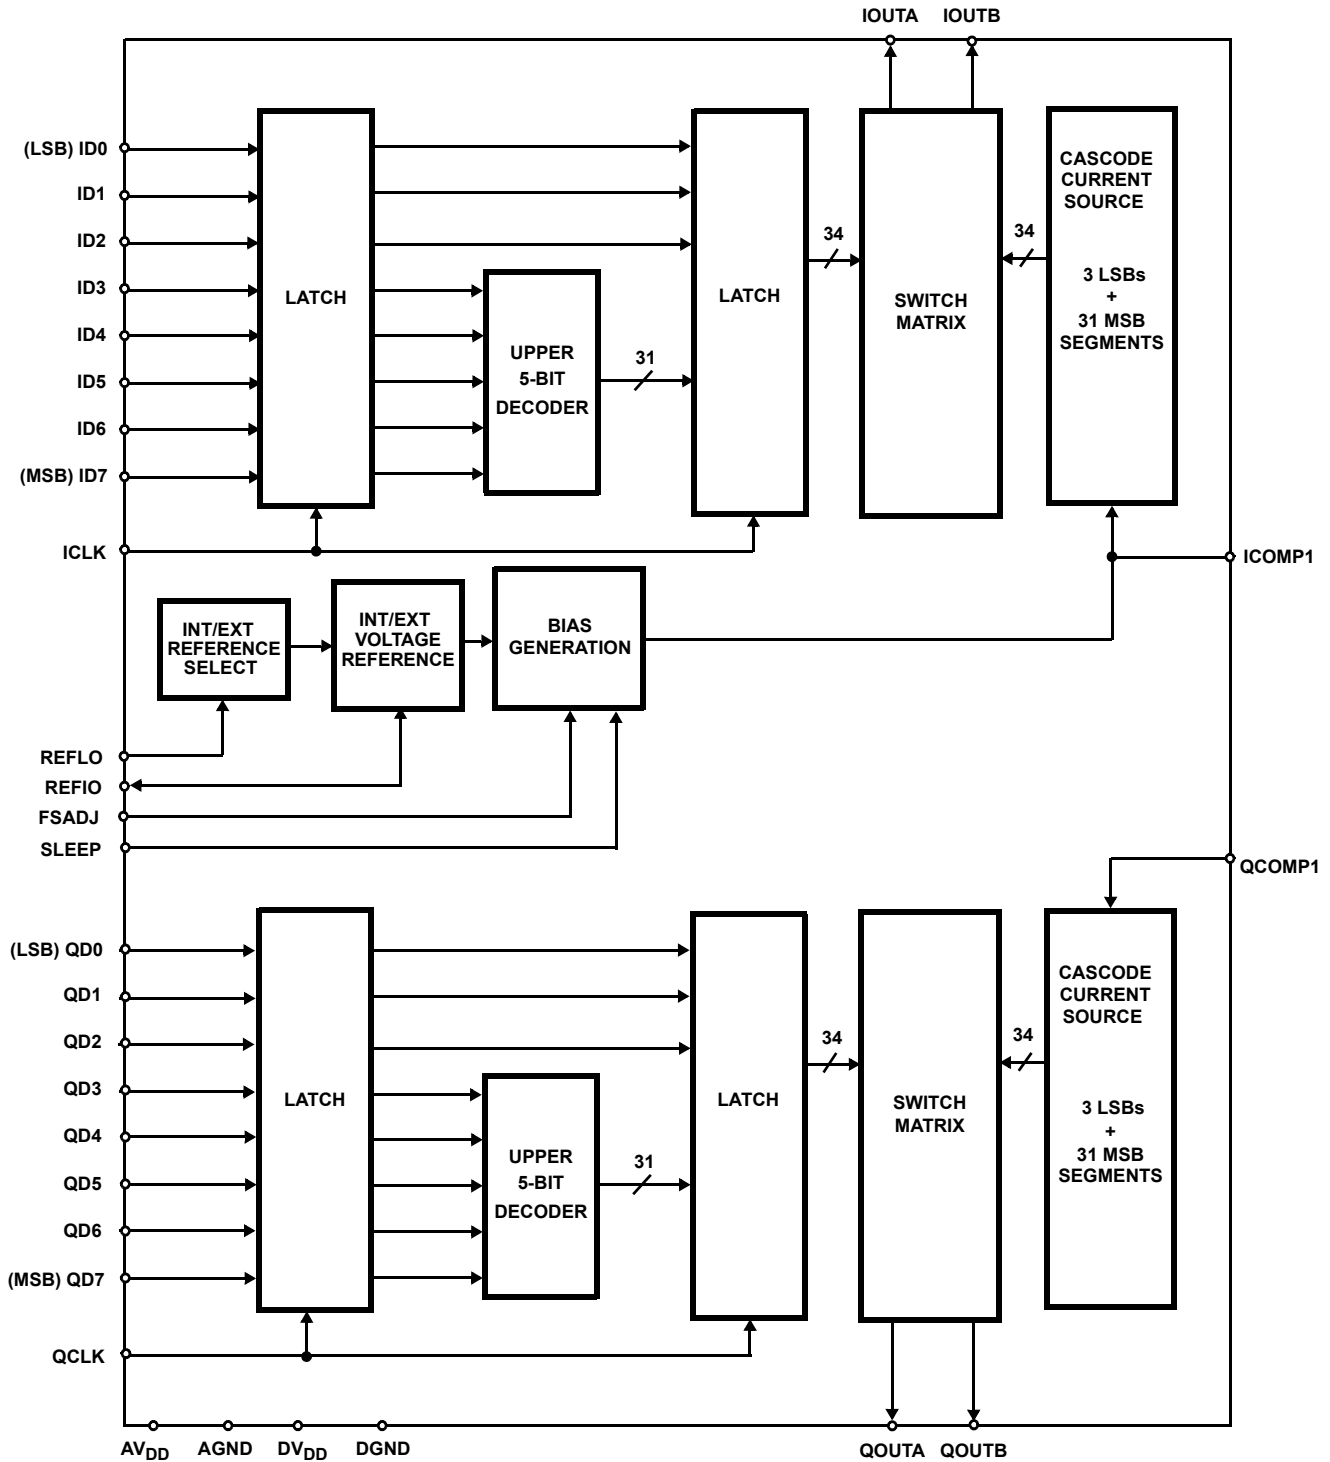 IOUTA IOUTB
(LSB) ID0
ID1
ID2
ID3
ID4
ID5
ID6
(MSB) ID7
ICLK
LATCH
UPPER
5-BIT
DECODER
31
LATCH
34
SWITCH
MATRIX
34
CASCODE
CURRENT
SOURCE
3 LSBs
+
31 MSB
SEGMENTS
ICOMP1
INT/EXT
REFERENCE
SELECT
INT/EXT
VOLTAGE
REFERENCE
BIAS
GENERATION
REFLO
REFIO
FSADJ
SLEEP
QCOMP1
(LSB) QD0
QD1
QD2
QD3
QD4
QD5
QD6
(MSB) QD7
QCLK
LATCH
UPPER
5-BIT
DECODER
31
LATCH
34
SWITCH
MATRIX
34
CASCODE
CURRENT
SOURCE
3 LSBs
+
31 MSB
SEGMENTS
AVDD AGND DVDD DGND QOUTA QOUTB